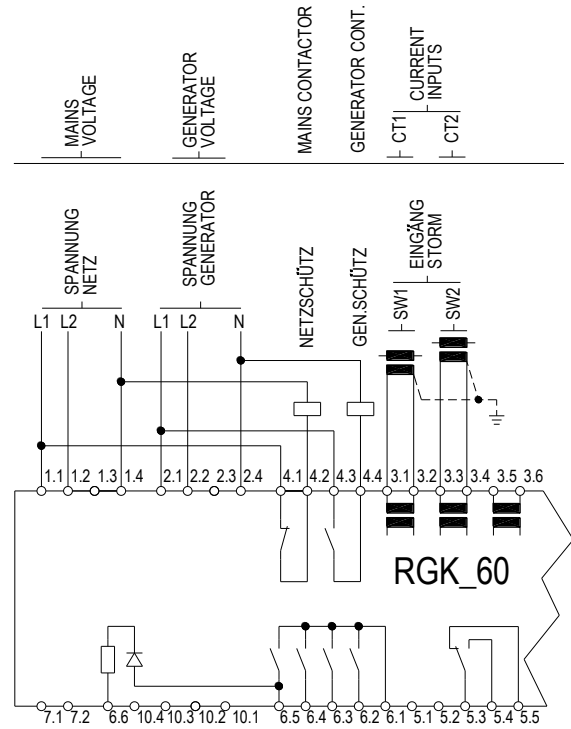 MAINS
VOLTAGE
GENERATOR
VOLTAGE
MAINS CONTACTOR
GENERATOR CONT.
CURRENT
INPUTS
CT1
CT2
SPANNUNG
NETZ
SPANNUNG
GENERATOR
NETZSCHÜTZ
GEN.SCHÜTZ
EINGÄNG
STORM
SW1
SW2
L1 L2 N L1 L2 N
1.1 1.2 1.3 1.4 2.1 2.2 2.3 2.4 4.1 4.2 4.3 4.4 3.1 3.2 3.3 3.4 3.5 3.6
RGK_60
7.1 7.2 6.6 10.4 10.3 10.2 10.1 6.5 6.4 6.3 6.2 6.1 5.1 5.2 5.3 5.4 5.5